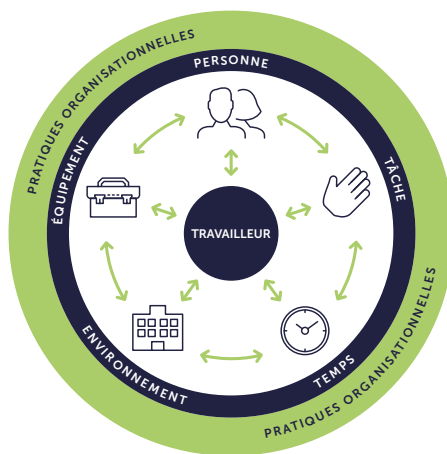 PRATIQUES ORGANISATIONNELLES
PERSONNE
ÉQUIPEMENT
TÂCHE
TRAVAILLEUR
ENVIRONNEMENT
TEMPS
PRATIQUES ORGANISATIONNELLES